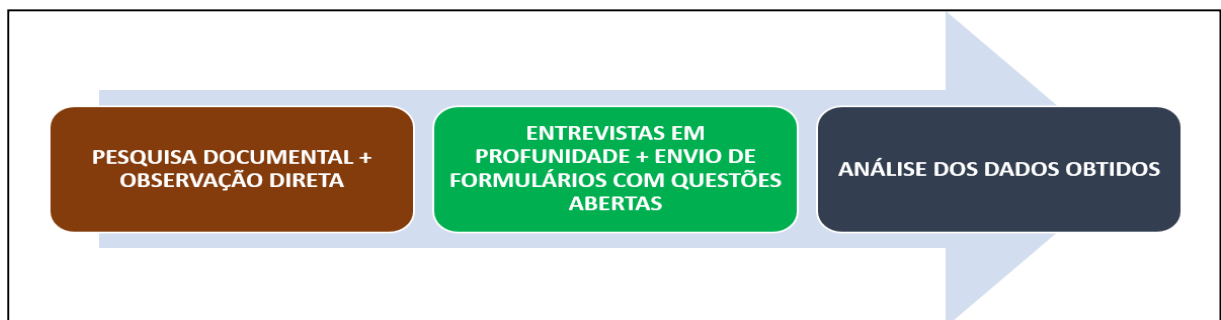 PESQUISA DOCUMENTAL +
OBSERVAÇÃO DIRETA
ENTREVISTAS EM
PROFUNIDADE + ENVIO DE
FORMULÁRIOS COM QUESTÕES
ABERTAS
ANÁLISE DOS DADOS OBTIDOS